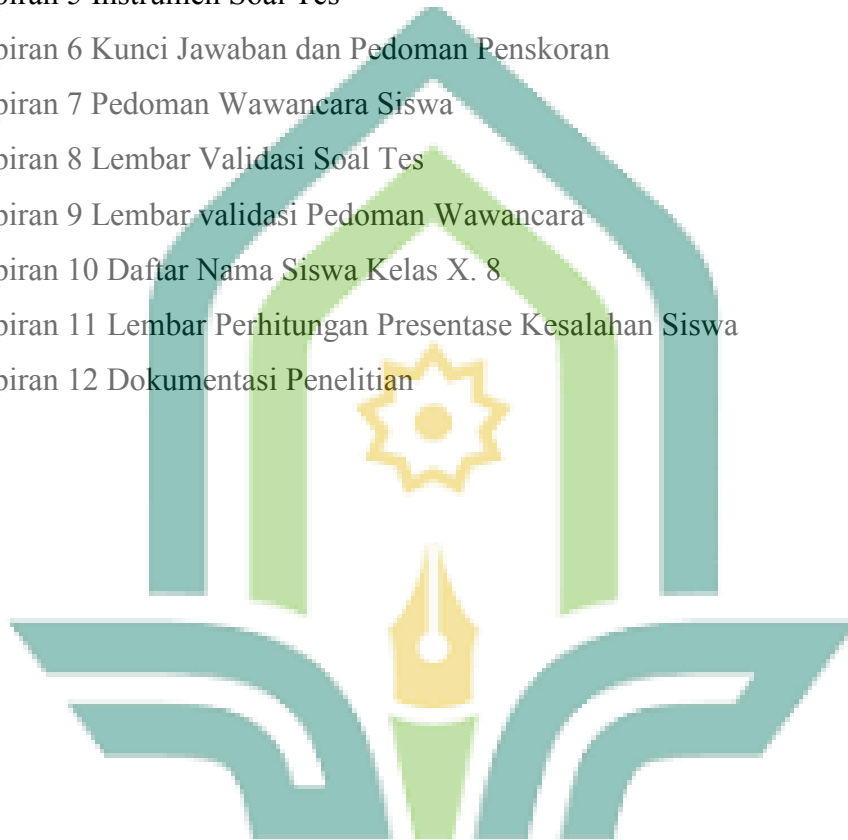 piran 5 Instrumen Soal Tes
piran 6 Kunci Jawaban dan Pedoman Penskoran
piran 7 Pedoman Wawancara Siswa
piran 8 Lembar Validasi Soal Tes
piran 9 Lembar validasi Pedoman Wawancara
piran 10 Daftar Nama Siswa Kelas X. 8
piran 11 Lembar Perhitungan Presentase Kesalahan Siswa
piran 12 Dokumentasi Penelitian